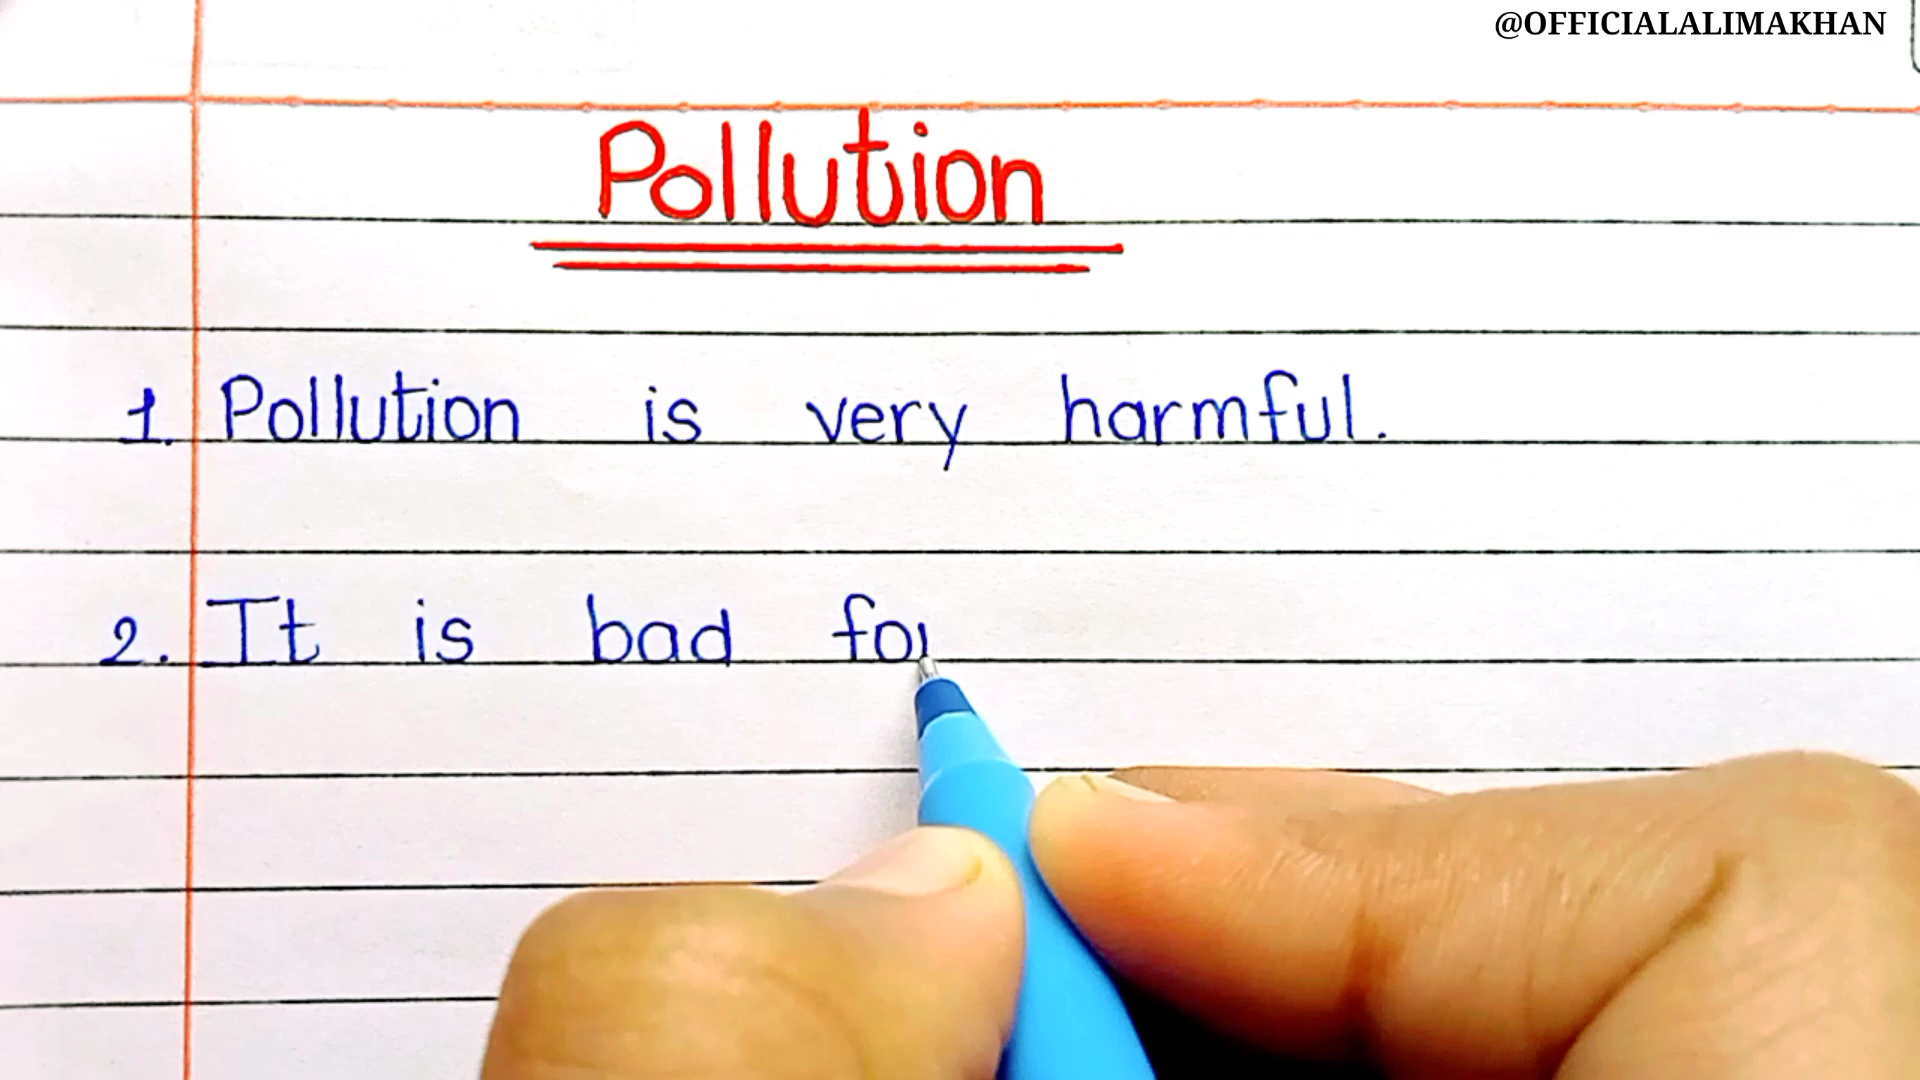 @OFFICIALALIMAKHAN
Pollution
1. Pollution is very harmful.
2. It is bad